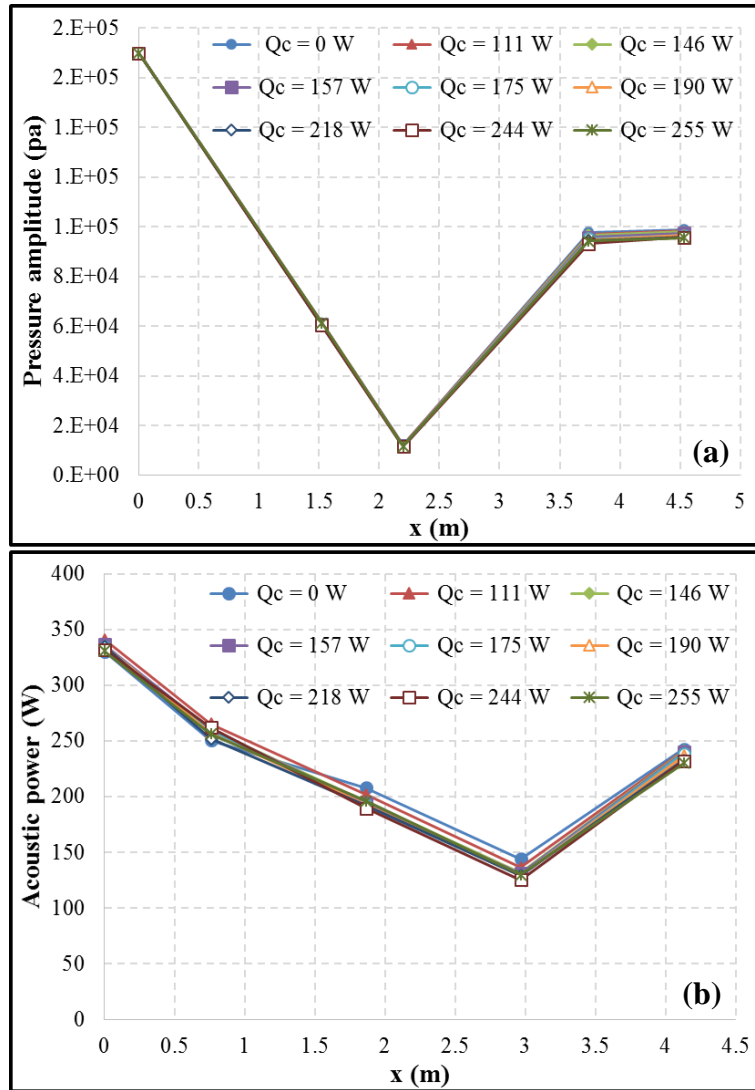 2.E+05
Qc = 0 W Qc = 111 W Qc = 146 W
2.E+05
Qc = 157 W Qc = 175 W Qc = 190 W
1.E+05
Qc = 218 W Qc = 244 W Qc = 255 W
1.E+05
1.E+05
8.E+04
6.E+04
4.E+04
2.E+04
0.E+00
Pressure amplitude (pa)
(a)
0 0.5 1 1.5 2 2.5 3 3.5 4 4.5 5
x (m)
400
Qc = 0 W Qc = 111 W Qc = 146 W
350
Qc = 157 W Qc = 175 W Qc = 190 W
300
Qc = 218 W Qc = 244 W Qc = 255 W
250
200
150
100
50
0
Acoustic power (W)
(b)
0 0.5 1 1.5 2 2.5 3 3.5 4 4.5
x (m)